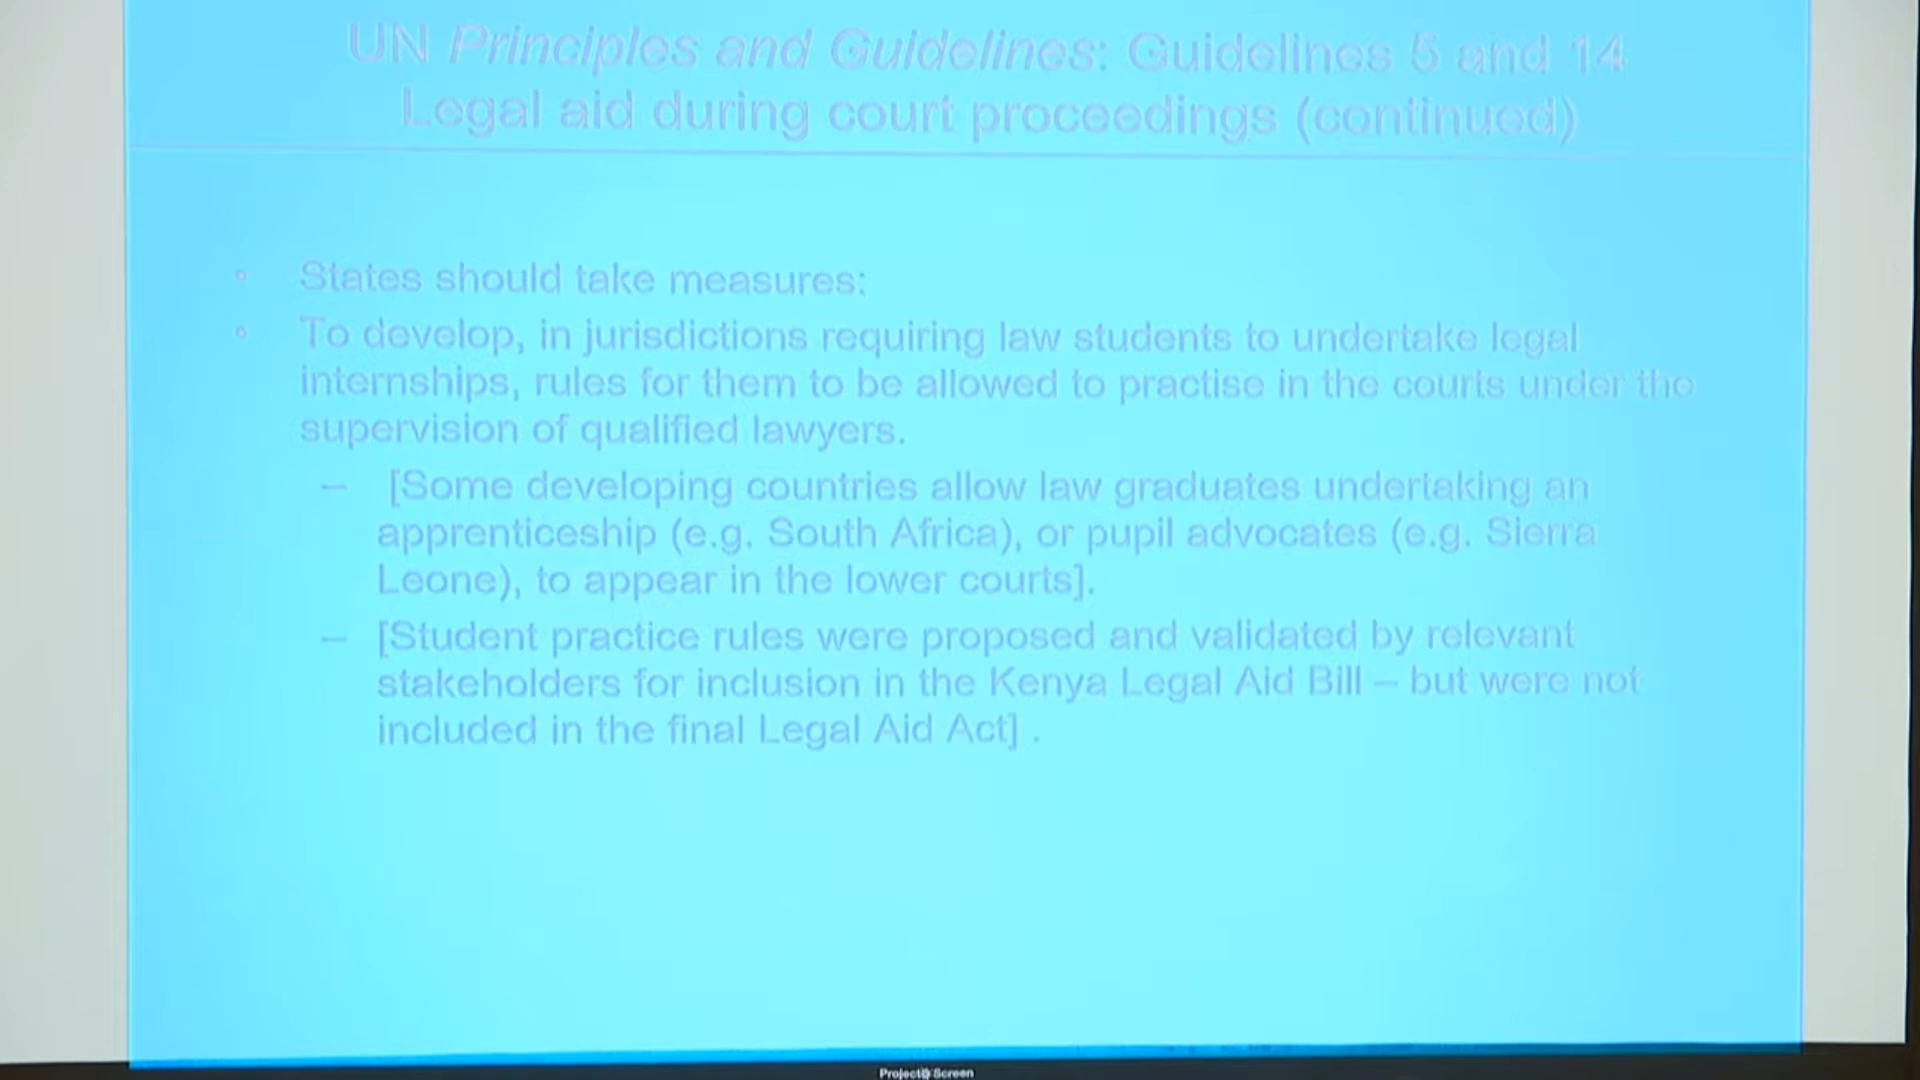 UN Principles and Guidelines: Guidelines 5 and 14
Legal aid during court proceedings (continued)
• States should take measures:
• To develop, in jurisdictions requiring law students to undertake legal
internships, rules for them to be allowed to practise in the courts under the
supervision of qualified lawyers.
– [Some developing countries allow law graduates undertaking an
apprenticeship (e.g. South Africa), or pupil advocates (e.g. Sierra
Leone), to appear in the lower courts].
– [Student practice rules were proposed and validated by relevant
stakeholders for inclusion in the Kenya Legal Aid Bill – but were not
included in the final Legal Aid Act] .
Screen